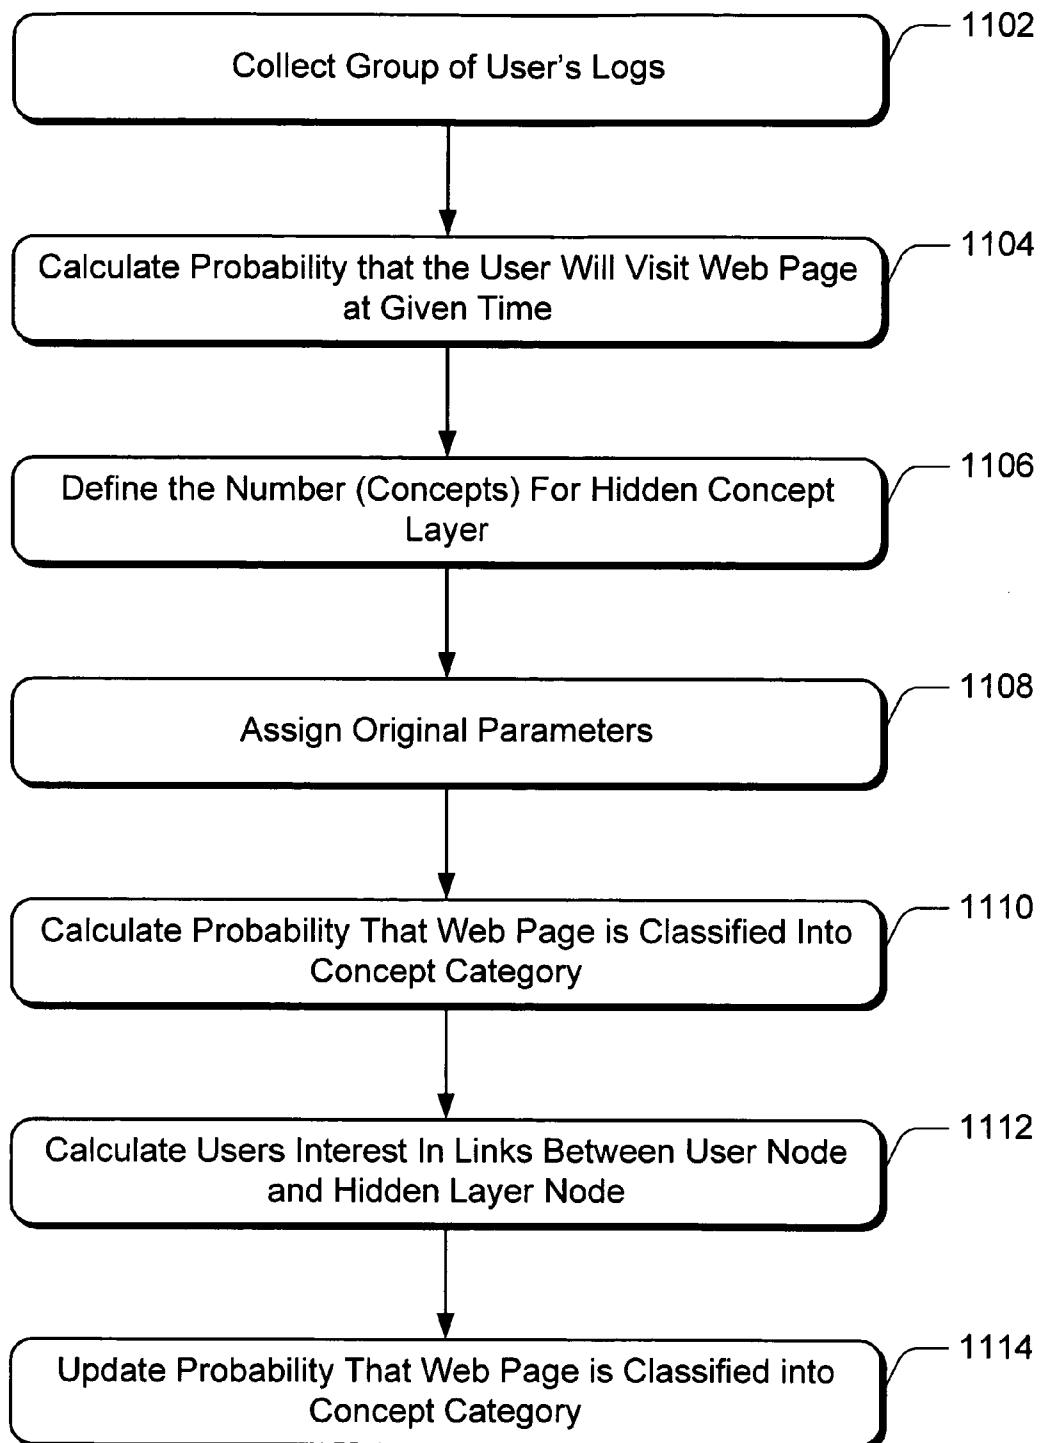 1102
Collect Group of User's Logs
1104
Calculate Probability that the User Will Visit Web Page
at Given Time
1106
Define the Number (Concepts) For Hidden Concept
Layer
1108
Assign Original Parameters
1110
Calculate Probability That Web Page is Classified Into
Concept Category
1112
Calculate Users Interest In Links Between User Node
and Hidden Layer Node
1114
Update Probability That Web Page is Classified into
Concept Category